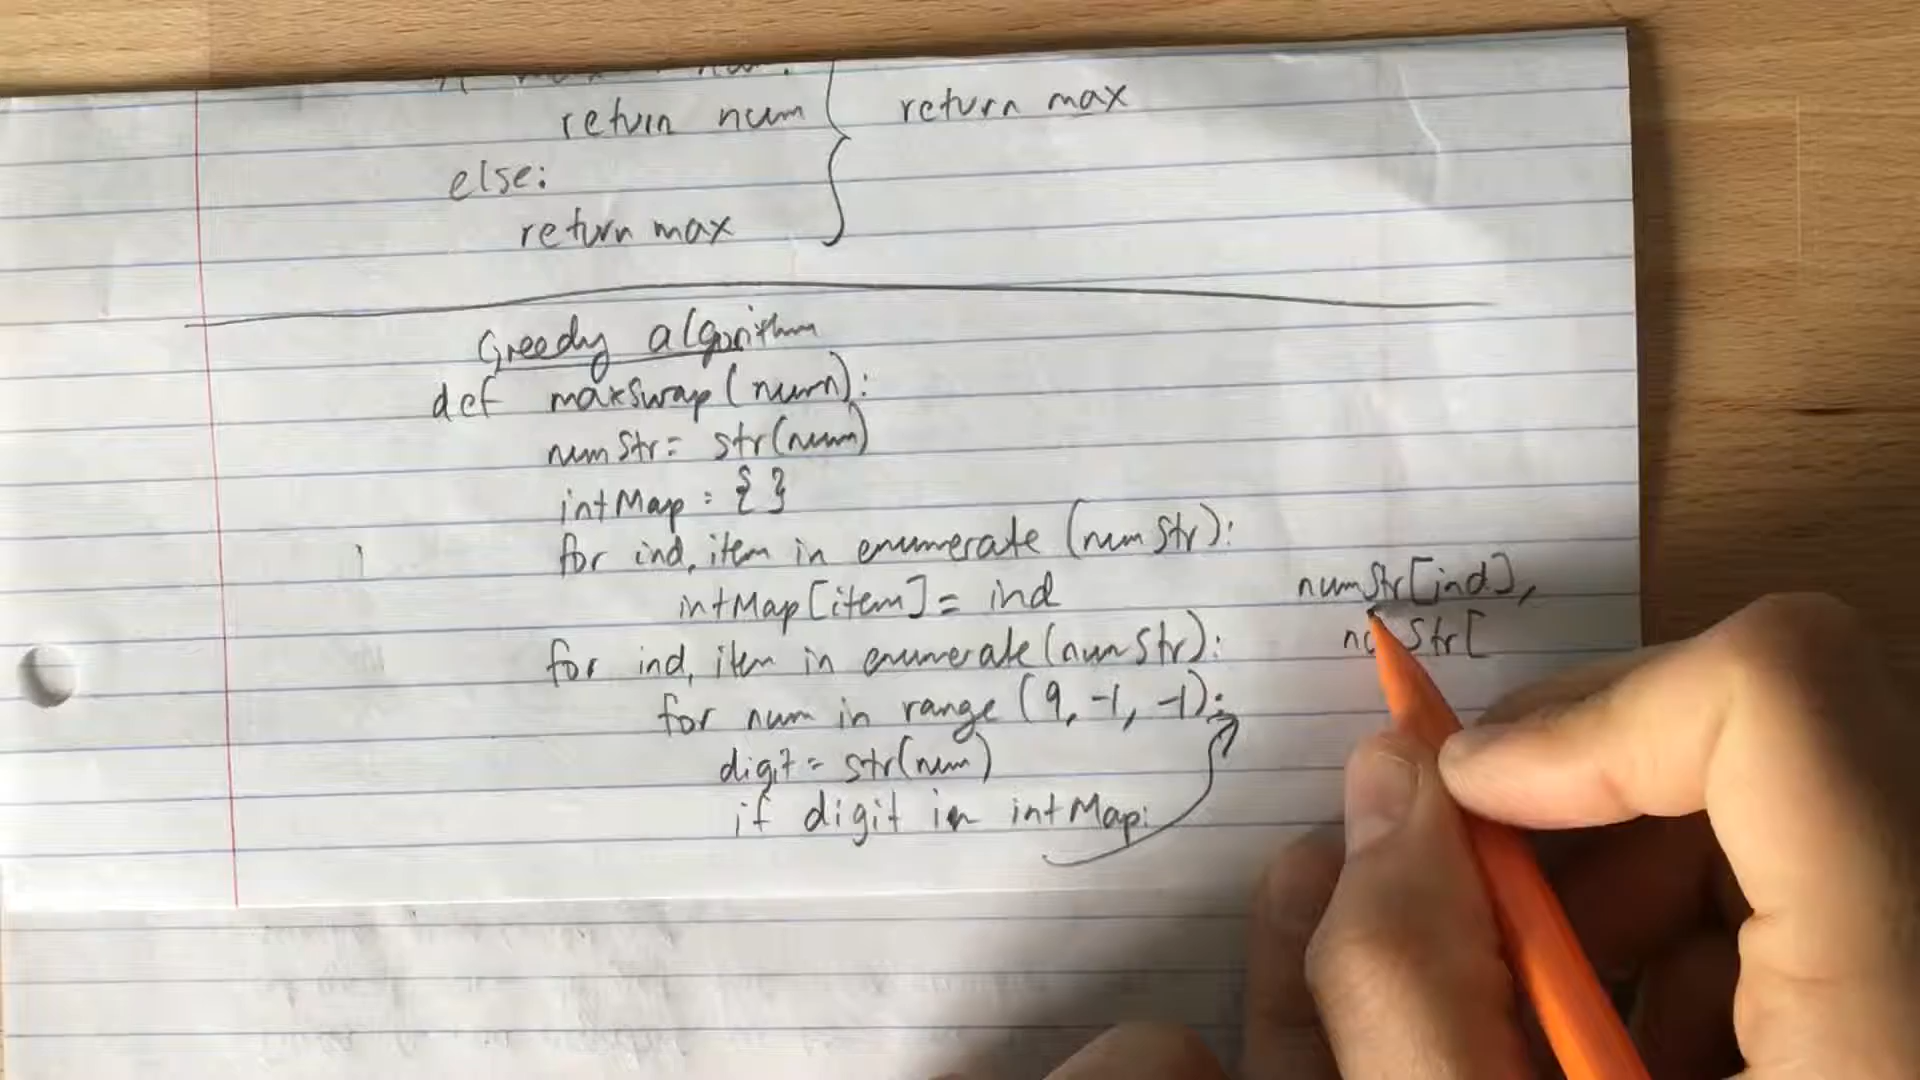 return num
else:
return max
return max
Greedy algorithm
def maxSwap(num):
numStr= str(num)
intMap = { }
for ind, item in enumerate (numStr):
intMap[item] = ind
for ind, item in enumerate (numStr):
for num in range (9, -1, -1):
digit = str(num)
if digit in intMap:
numStr[ind],
Str[